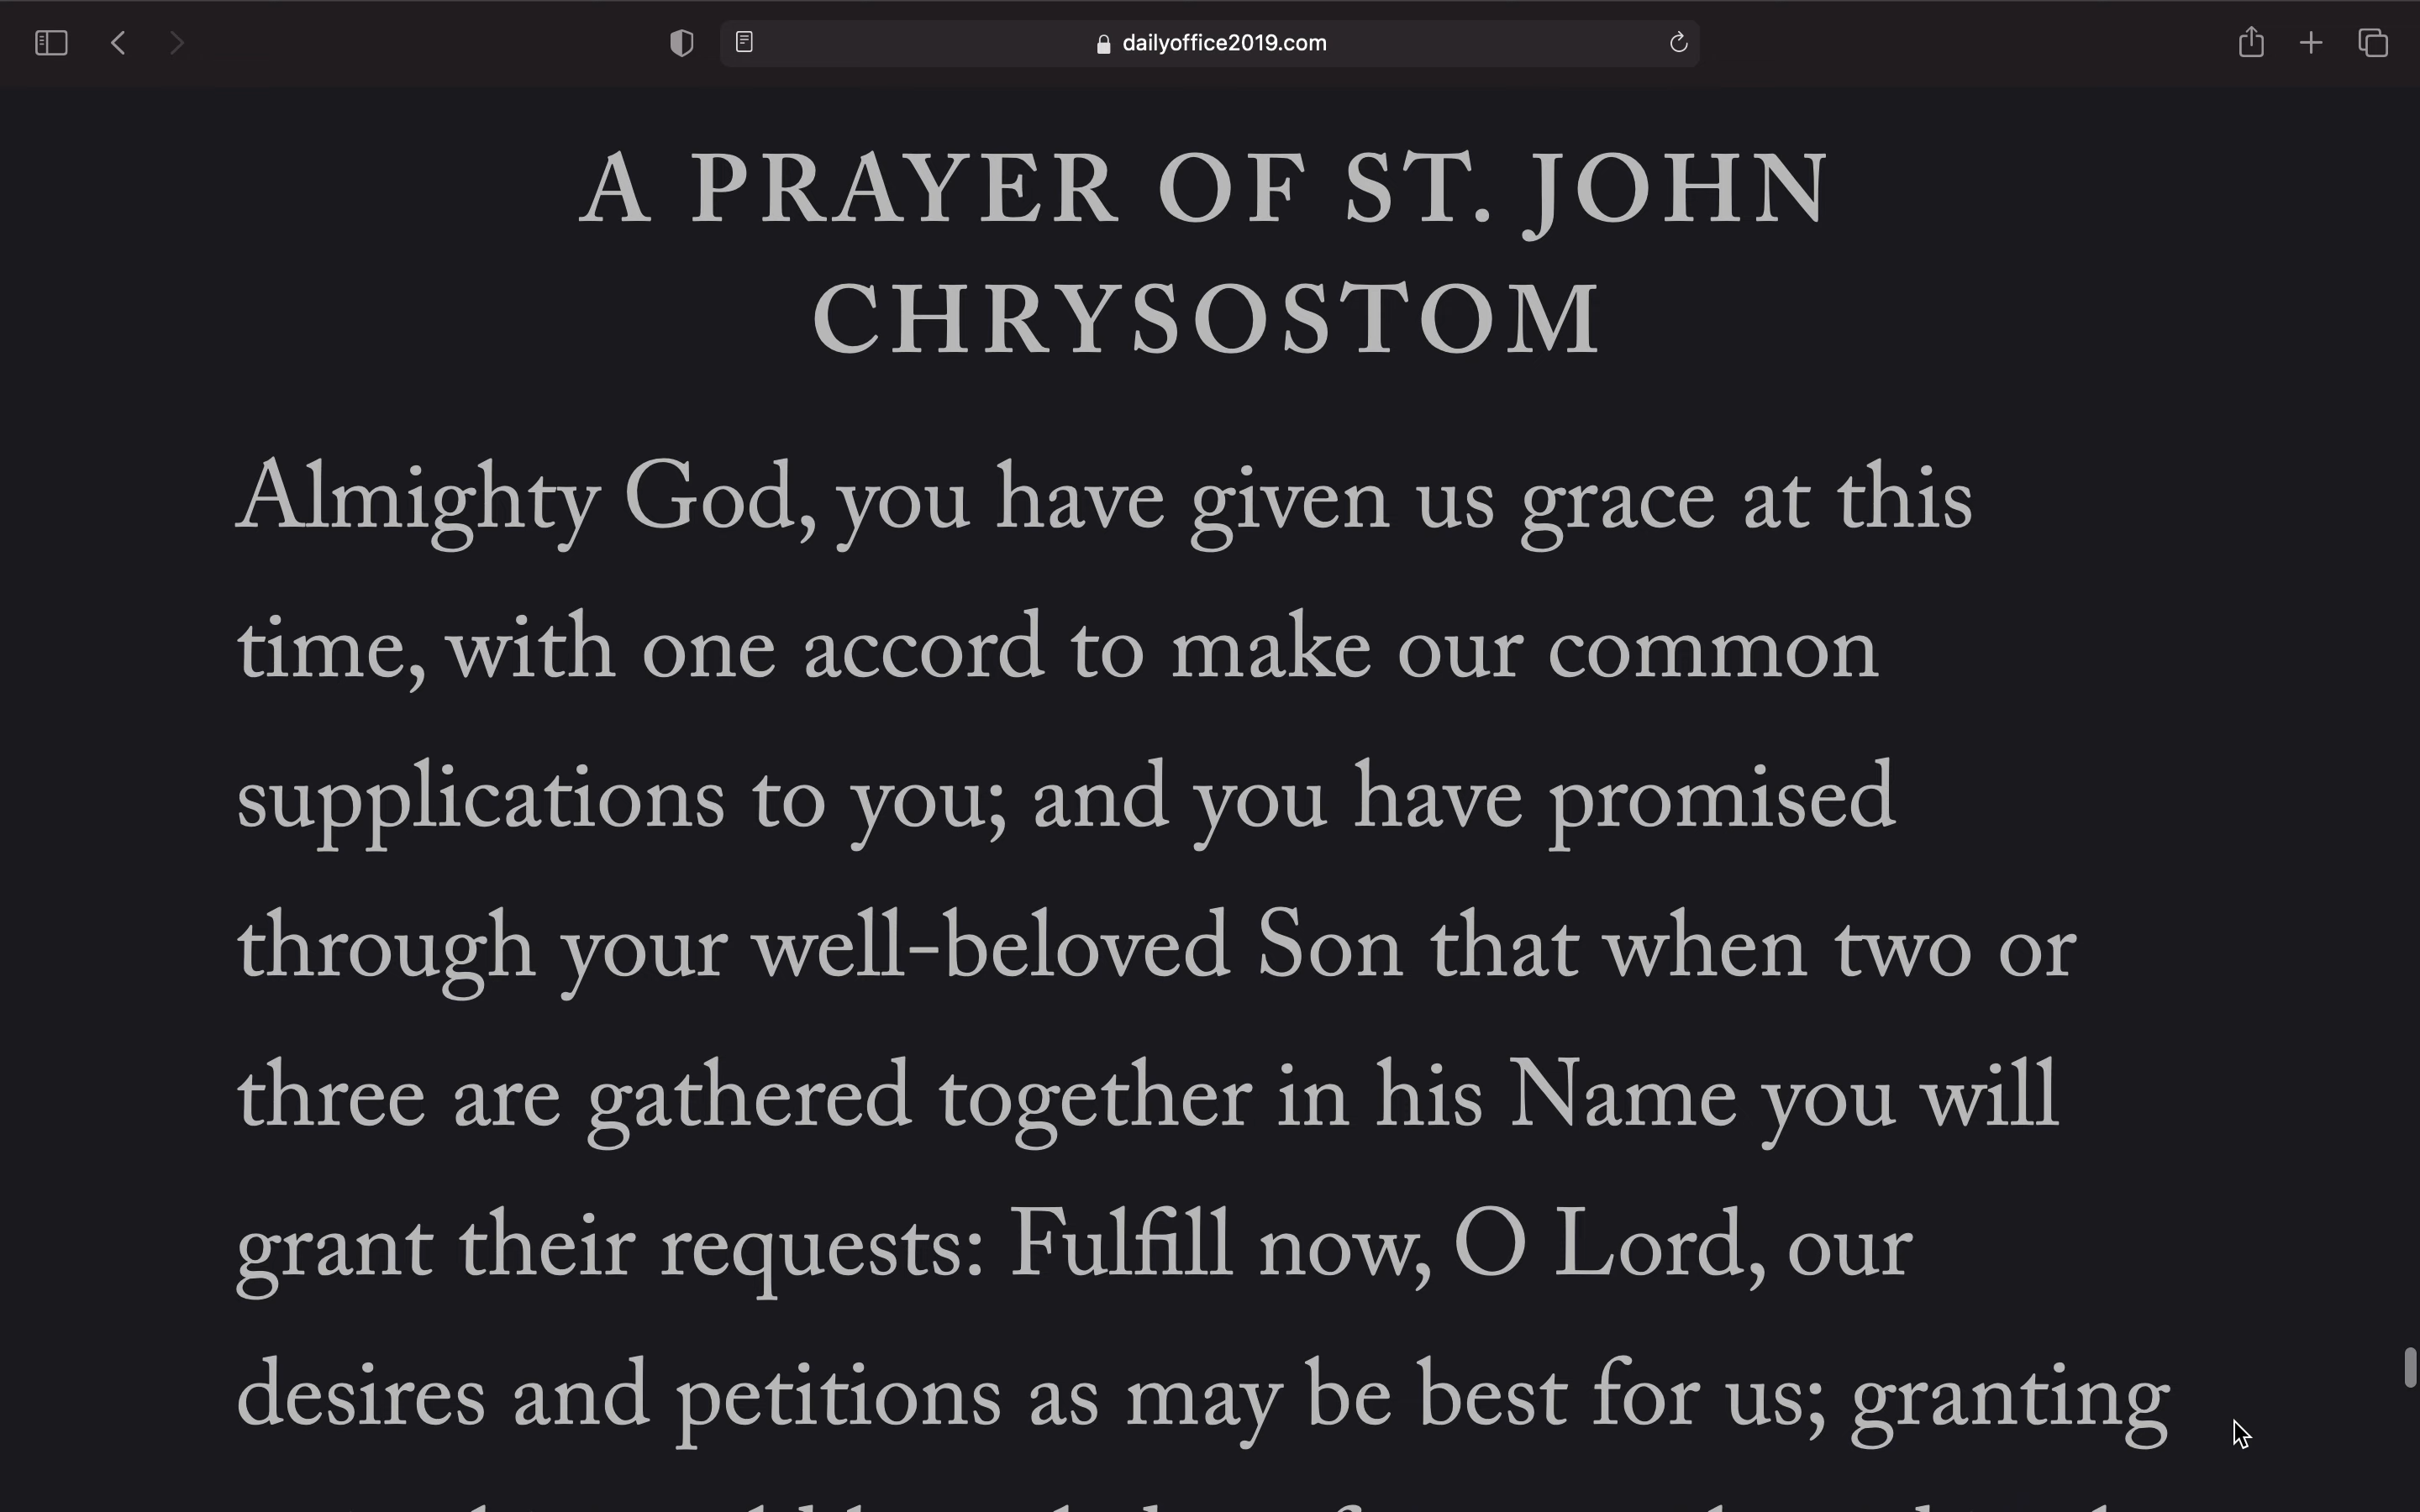 dailyoffice2019.com
A PRAYER OF ST. JOHN
CHRYSOSTOM
Almighty God, you have given us grace at this
time, with one accord to make our common
supplications to you; and you have promised
through your well-beloved Son that when two or
three are gathered together in his Name you will
grant their requests: Fulfill now, O Lord, our
desires and petitions as may be best for us; granting